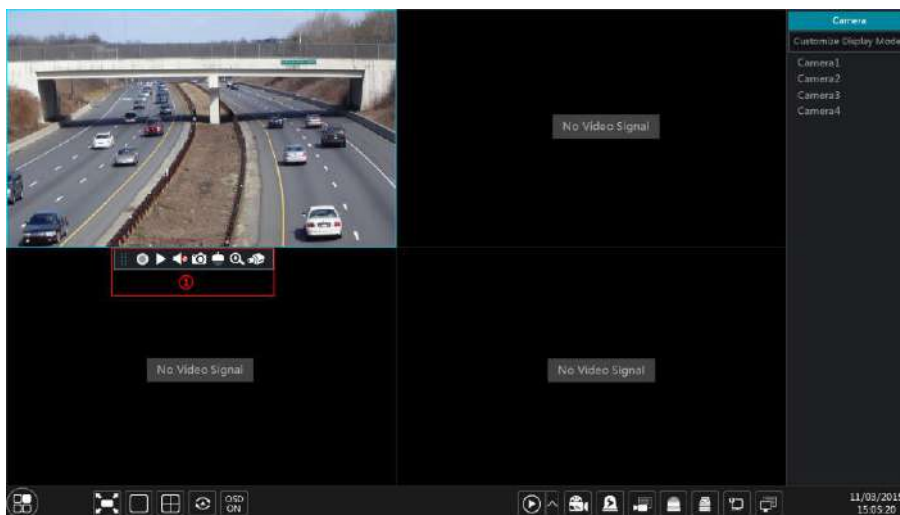 Camera
Customize Display Mode
Camera1
Camera2
Camera3
Camera4
No Video Signal
①
No Video Signal
No Video Signal
OSD
ON
11/03/201
15:05:20